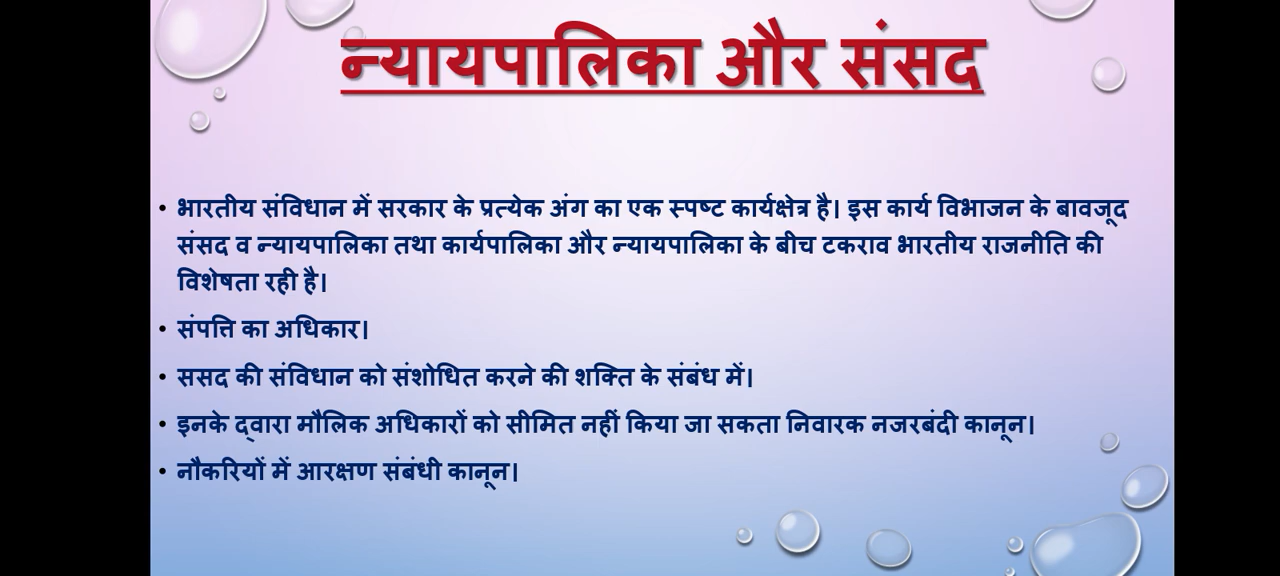 न्यायपालिका और संसद
• भारतीय संविधान में सरकार के प्रत्येक अंग का एक स्पष्ट कार्यक्षेत्र है। इस कार्य विभाजन के बावजूद
संसद व न्यायपालिका तथा कार्यपालिका और न्यायपालिका के बीच टकराव भारतीय राजनीति की
विशेषता रही है।
• संपत्ति का अधिकार।
• ससद की संविधान को संशोधित करने की शक्ति के संबंध में।
• इनके द्वारा मौलिक अधिकारों को सीमित नहीं किया जा सकता निवारक नजरबंदी कानून।
• नौकरियों में आरक्षण संबंधी कानून।